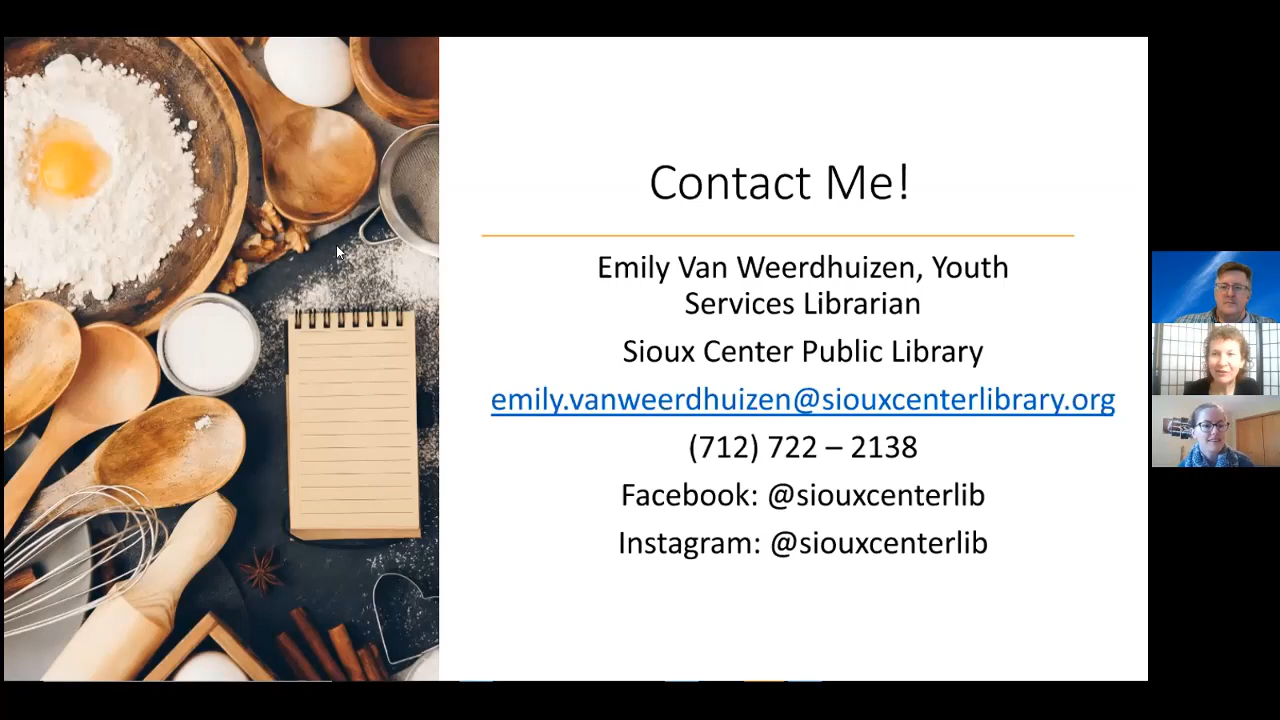 Contact Me!
Emily Van Weerdhuizen, Youth
Services Librarian
Sioux Center Public Library
emily.vanweerdhuizen@siouxcenterlibrary.org
(712) 722 – 2138
Facebook: @siouxcenterlib
Instagram: @siouxcenterlib